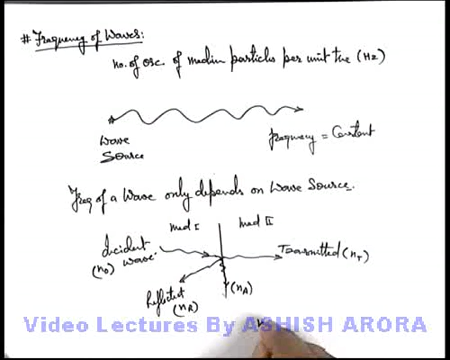 # Frequency of Waves:
no. of osc. of medium particles per unit time (Hz)
Wave
Source
frequency = Constant
Freq of a Wave only depends on Wave Source.
med I
med II
Incident
wave
(n₀)
Transmitted (nT)
Reflected
(nR)
(nA)
Video Lectures By ASHISH ARORA